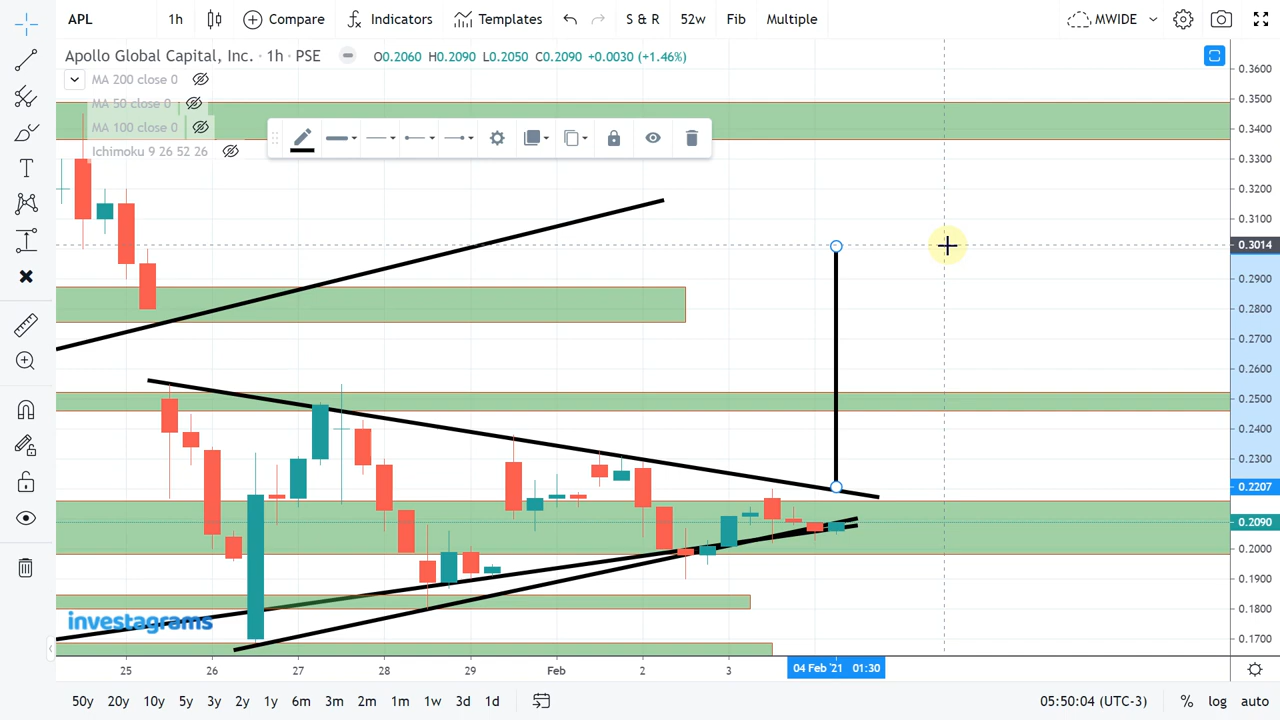 APL 1h Compare Indicators Templates S & R 52w Fib Multiple MWIDE
Apollo Global Capital, Inc. · 1h · PSE O0.2060 H0.2090 L0.2050 C0.2090 +0.0030 (+1.46%)
MA 200 close 0
MA 50 close 0
MA 100 close 0
Ichimoku 9 26 52 26
0.3600
0.3500
0.3400
0.3300
0.3200
0.3100
0.3014
0.2900
0.2800
0.2700
0.2600
0.2500
0.2400
0.2300
0.2207
0.2090
0.2000
0.1900
0.1800
0.1700
investagrams
25 26 27 28 29 Feb 2 3 04 Feb '21 01:30
50y 20y 10y 5y 3y 2y 1y 6m 3m 2m 1m 1w 3d 1d 05:50:04 (UTC-3) % log auto